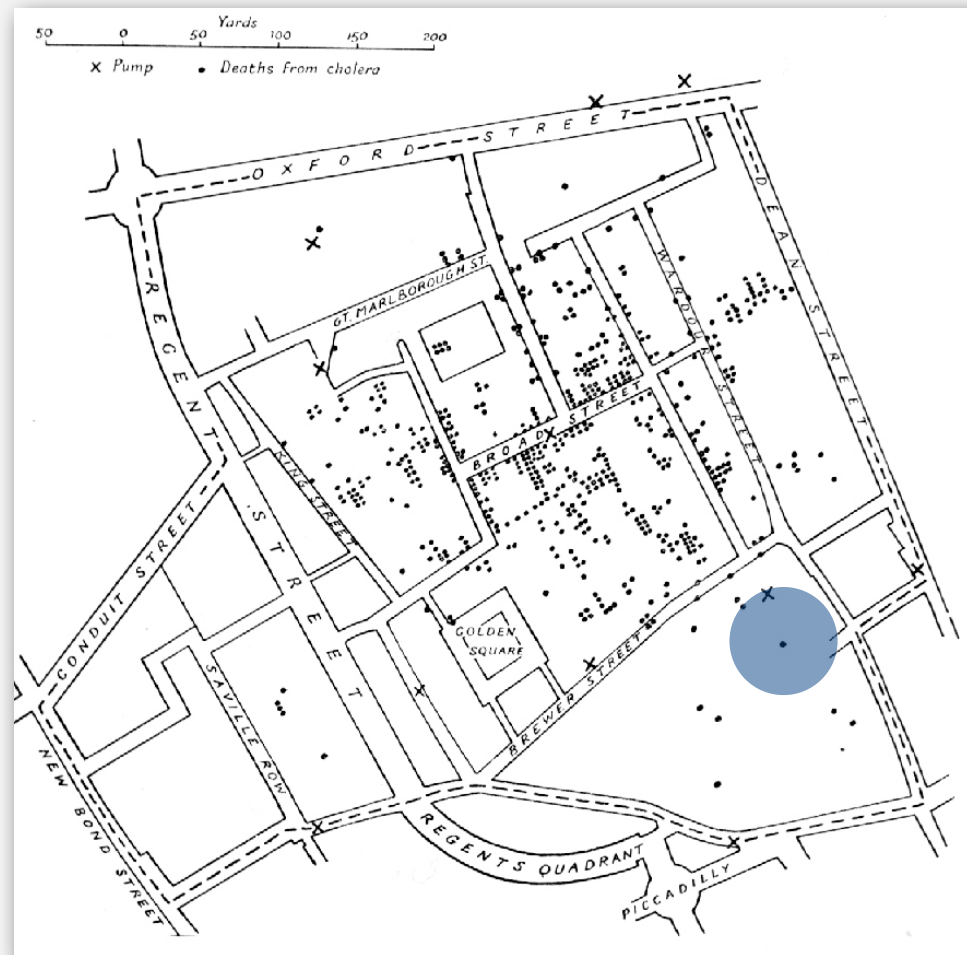 Yards
50 0 50 100 150 200
× Pump • Deaths from cholera
OXFORD STREET
DEAN STREET
REGENT STREET
GT. MARLBOROUGH ST.
WARDOUR STREET
BROAD STREET
KING STREET
CONDUIT STREET
GOLDEN
SQUARE
SAVILLE ROW
BREWER STREET
NEW BOND STREET
REGENTS QUADRANT
PICCADILLY